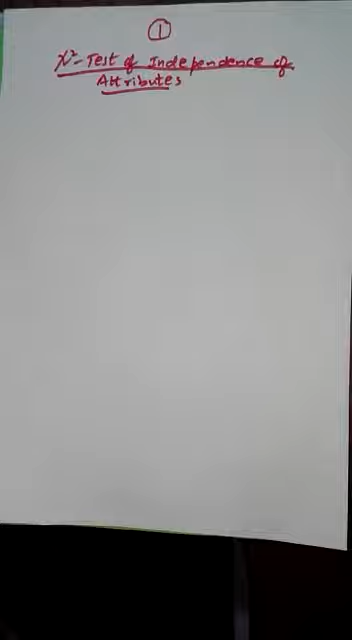 ①
χ²-Test of Independence of
Attributes